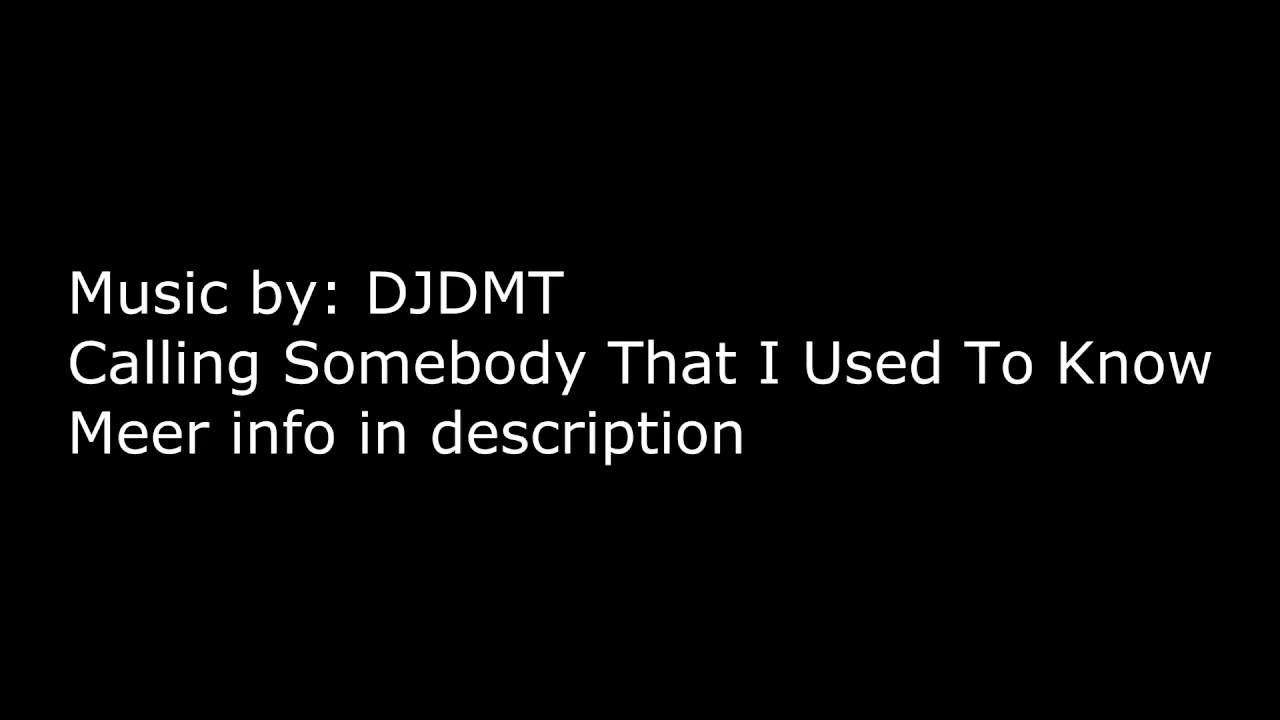 Music by: DJDMT
Calling Somebody That I Used To Know
Meer info in description